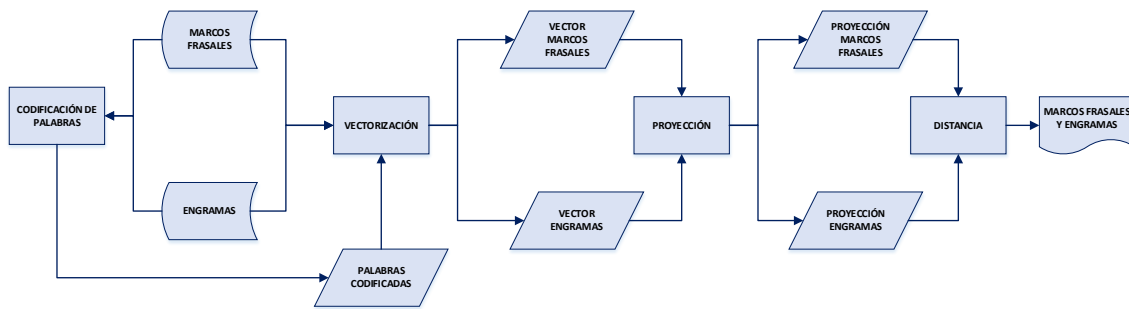 MARCOS
FRASALES
CODIFICACIÓN DE
PALABRAS
ENGRAMAS
PALABRAS
CODIFICADAS
VECTORIZACIÓN
VECTOR
MARCOS
FRASALES
VECTOR
ENGRAMAS
PROYECCIÓN
PROYECCIÓN
MARCOS
FRASALES
PROYECCIÓN
ENGRAMAS
DISTANCIA
MARCOS FRASALES
Y ENGRAMAS